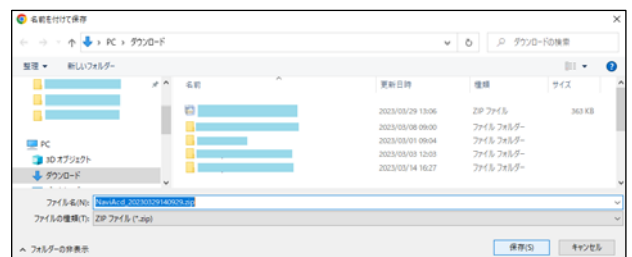 名前を付けて保存
PC › ダウンロード
ダウンロードの検索
整理 新しいフォルダー
名前 更新日時 種類 サイズ
2023/03/29 13:06 ZIP ファイル 363 KB
2023/03/08 09:00 ファイル フォルダー
2023/03/01 09:04 ファイル フォルダー
2023/03/03 12:03 ファイル フォルダー
2023/03/14 16:27 ファイル フォルダー
PC
3D オブジェクト
ダウンロード
ファイル名(N): NaviAcd_20230329140929.zip
ファイルの種類(T): ZIP ファイル (*.zip)
フォルダーの非表示
保存(S) キャンセル